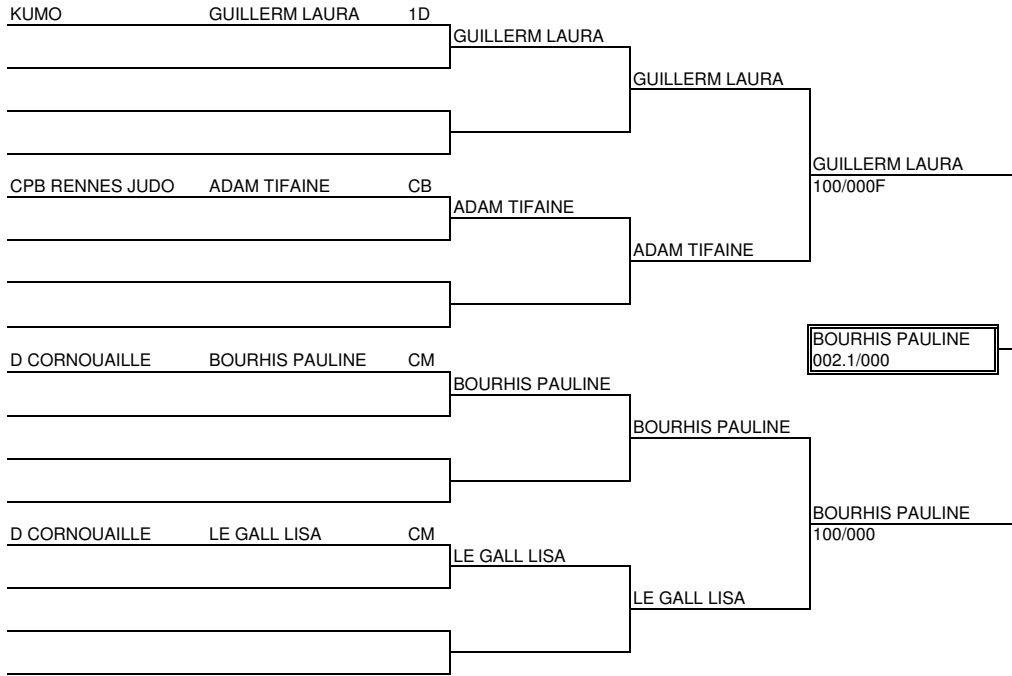 KUMO GUILLERM LAURA 1D
GUILLERM LAURA
GUILLERM LAURA
GUILLERM LAURA
100/000F
CPB RENNES JUDO ADAM TIFAINE CB
ADAM TIFAINE
ADAM TIFAINE
BOURHIS PAULINE
002.1/000
D CORNOUAILLE BOURHIS PAULINE CM
BOURHIS PAULINE
BOURHIS PAULINE
BOURHIS PAULINE
100/000
D CORNOUAILLE LE GALL LISA CM
LE GALL LISA
LE GALL LISA